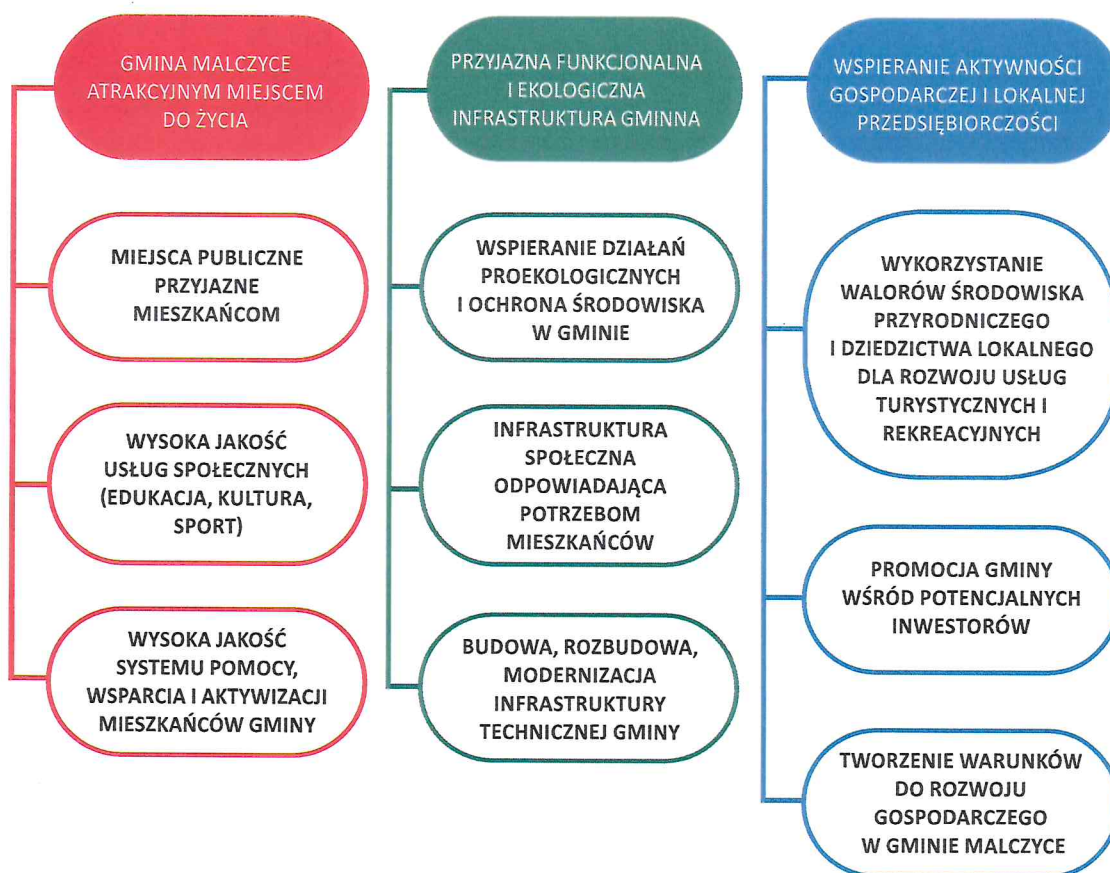 GMINA MALCZYCE
ATRAKCYJNYM MIEJSCEM
DO ŻYCIA
MIEJSCA PUBLICZNE
PRZYJAZNE
MIESZKAŃCOM
WYSOKA JAKOŚĆ
USŁUG SPOŁECZNYCH
(EDUKACJA, KULTURA,
SPORT)
WYSOKA JAKOŚĆ
SYSTEMU POMOCY,
WSPARCIA I AKTYWIZACJI
MIESZKAŃCÓW GMINY
PRZYJAZNA FUNKCJONALNA
I EKOLOGICZNA
INFRASTRUKTURA GMINNA
WSPIERANIE DZIAŁAŃ
PROEKOLOGICZNYCH
I OCHRONA ŚRODOWISKA
W GMINIE
INFRASTRUKTURA
SPOŁECZNA
ODPOWIADAJĄCA
POTRZEBOM
MIESZKAŃCÓW
BUDOWA, ROZBUDOWA,
MODERNIZACJA
INFRASTRUKTURY
TECHNICZNEJ GMINY
WSPIERANIE AKTYWNOŚCI
GOSPODARCZEJ I LOKALNEJ
PRZEDSIĘBIORCZOŚCI
WYKORZYSTANIE
WALORÓW ŚRODOWISKA
PRZYRODNICZEGO
I DZIEDZICTWA LOKALNEGO
DLA ROZWOJU USŁUG
TURYSTYCZNYCH I
REKREACYJNYCH
PROMOCJA GMINY
WŚRÓD POTENCJALNYCH
INWESTORÓW
TWORZENIE WARUNKÓW
DO ROZWOJU
GOSPODARCZEGO
W GMINIE MALCZYCE